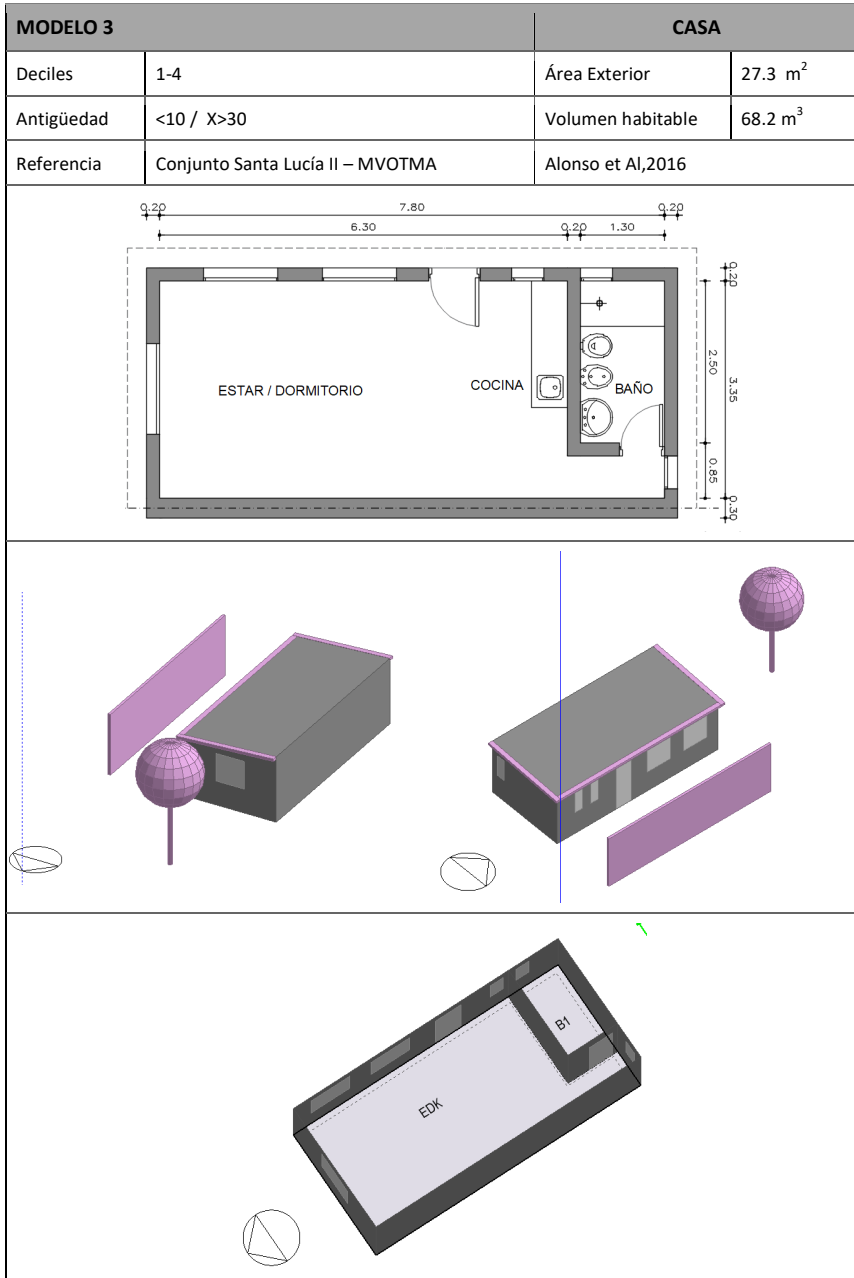 MODELO 3 CASA
Deciles 1-4 Área Exterior 27.3 m²
Antigüedad <10 / X>30 Volumen habitable 68.2 m³
Referencia Conjunto Santa Lucía II – MVOTMA Alonso et Al,2016
0.20 7.80 0.20
6.30 0.20 1.30
0.20
2.50
3.35
ESTAR / DORMITORIO COCINA BAÑO
0.85
0.30
B1
EDK